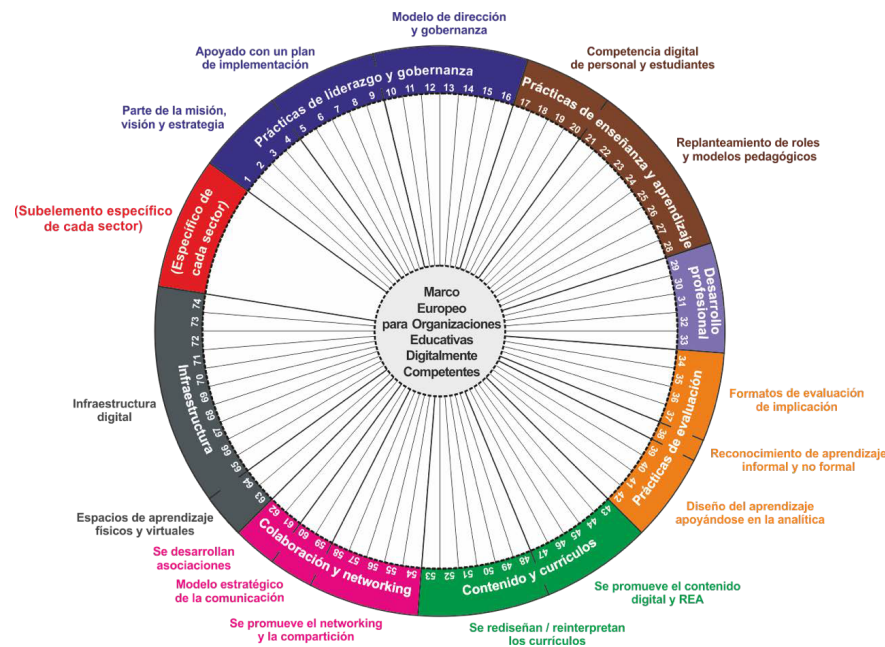 Modelo de dirección
y gobernanza
Apoyado con un plan
de implementación
Parte de la misión,
visión y estrategia
Competencia digital
de personal y estudiantes
Replanteamiento de roles
y modelos pedagógicos
(Subelemento específico
de cada sector)
(Específico de
cada sector)
Prácticas de liderazgo y gobernanza
1 2 3 4 5 6 7 8 9 10 11 12 13 14 15 16
Prácticas de enseñanza y aprendizaje
17 18 19 20 21 22 23 24 25 26 27 28
Desarrollo
profesional
29 30 31 32 33
Marco
Europeo
para Organizaciones
Educativas
Digitalmente
Competentes
Prácticas de evaluación
34 35 36 37 38 39 40 41 42
Formatos de evaluación
de implicación
Reconocimiento de aprendizaje
informal y no formal
Diseño del aprendizaje
apoyándose en la analítica
Contenido y currículos
43 44 45 46 47 48 49 50 51 52 53
Se promueve el contenido
digital y REA
Se rediseñan / reinterpretan
los currículos
Colaboración y networking
54 55 56 57 58 59 60 61 62
Se promueve el networking
y la compartición
Modelo estratégico
de la comunicación
Se desarrollan
asociaciones
Infraestructura
63 64 65 66 67 68 69 70 71 72 73 74
Espacios de aprendizaje
físicos y virtuales
Infraestructura
digital